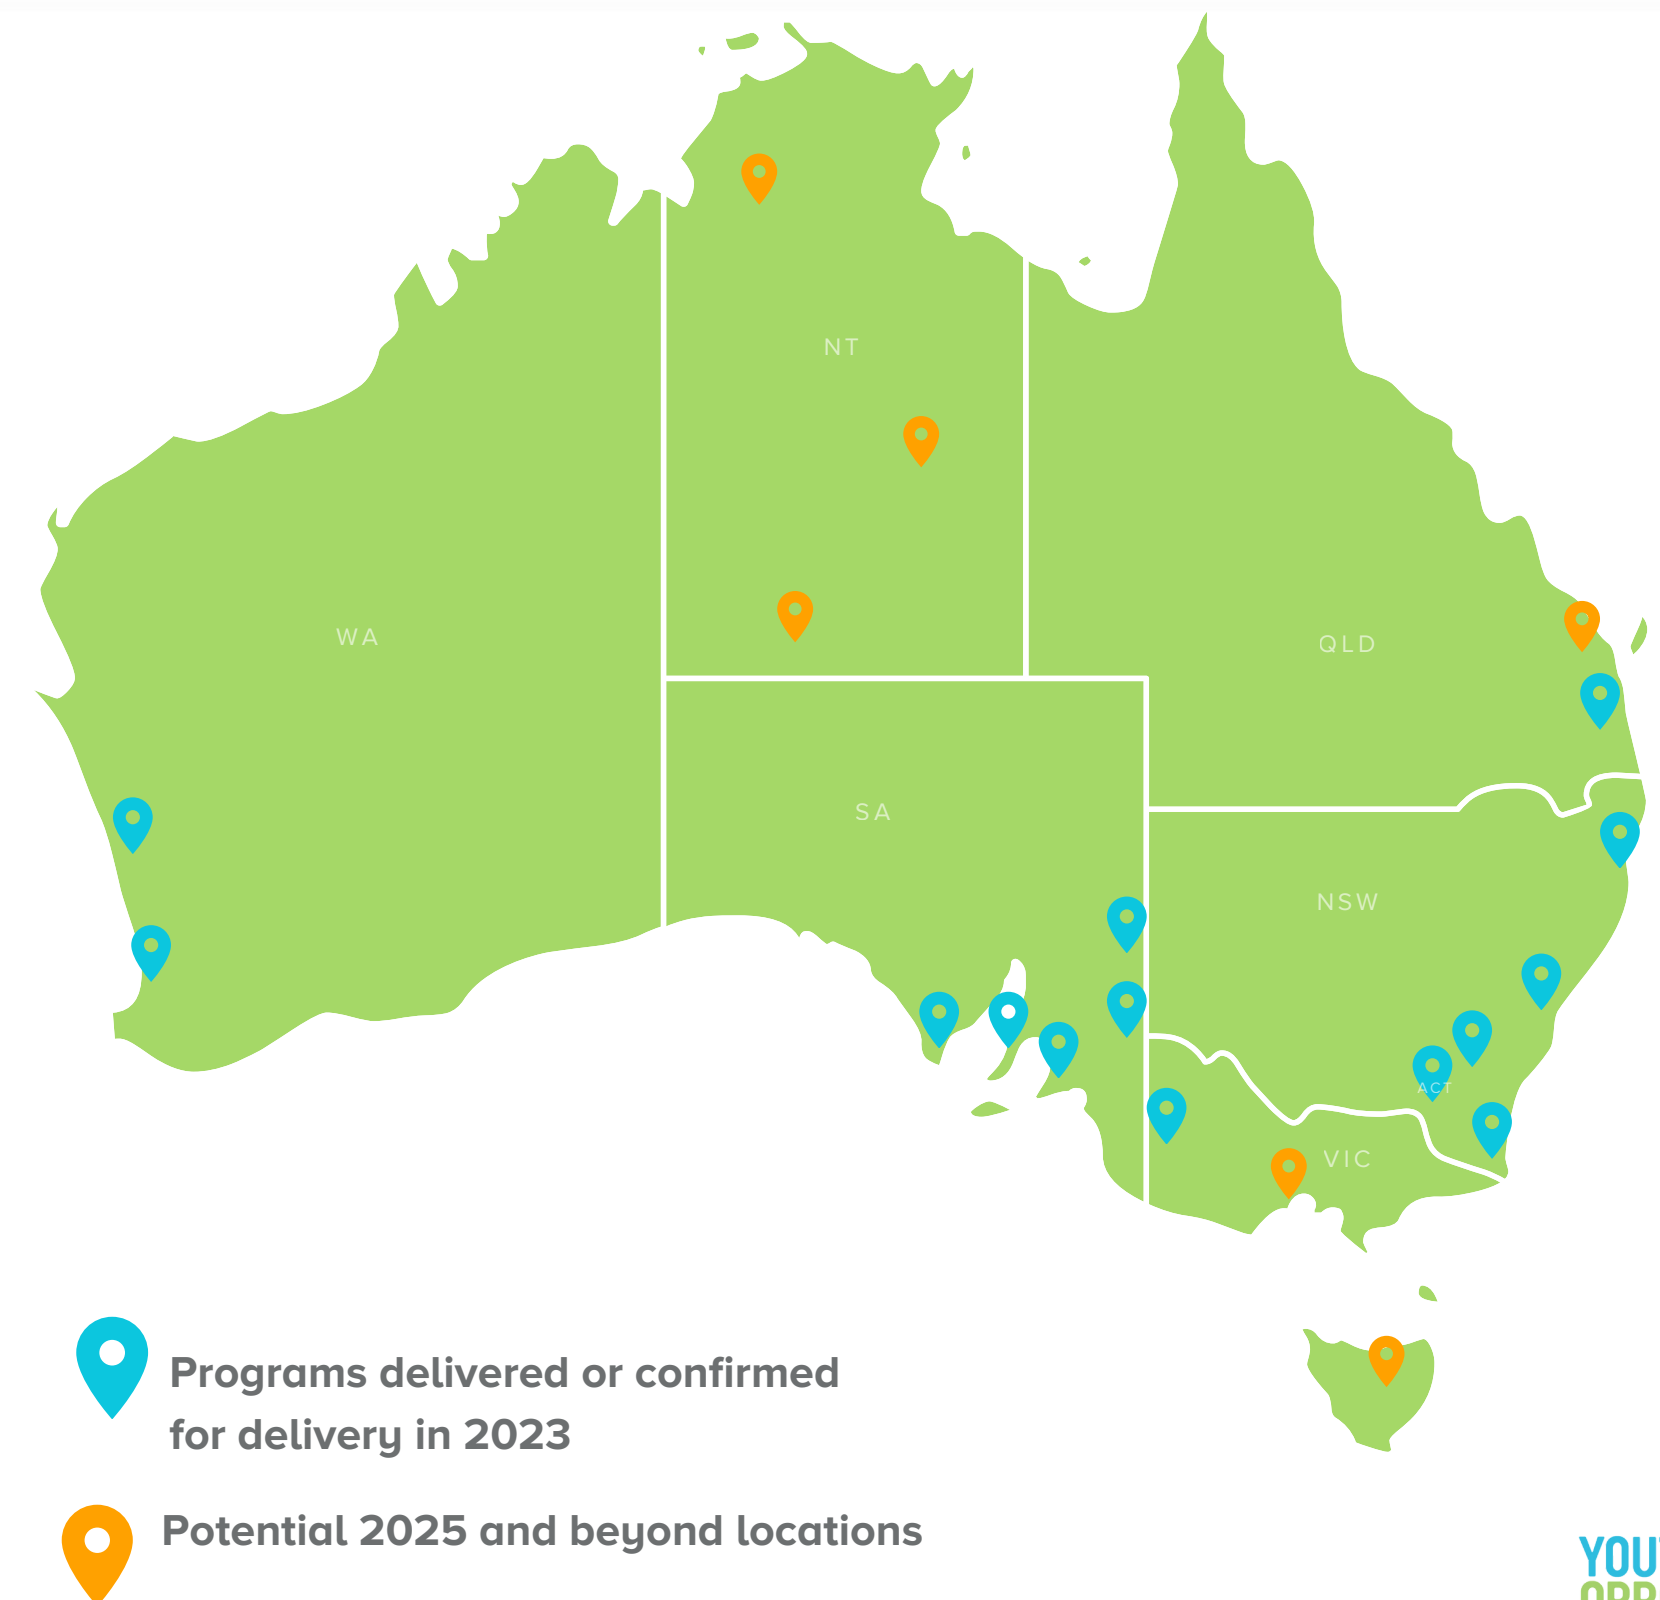 NT
WA
QLD
SA
NSW
ACT
VIC
Programs delivered or confirmed
for delivery in 2023
Potential 2025 and beyond locations
YOU